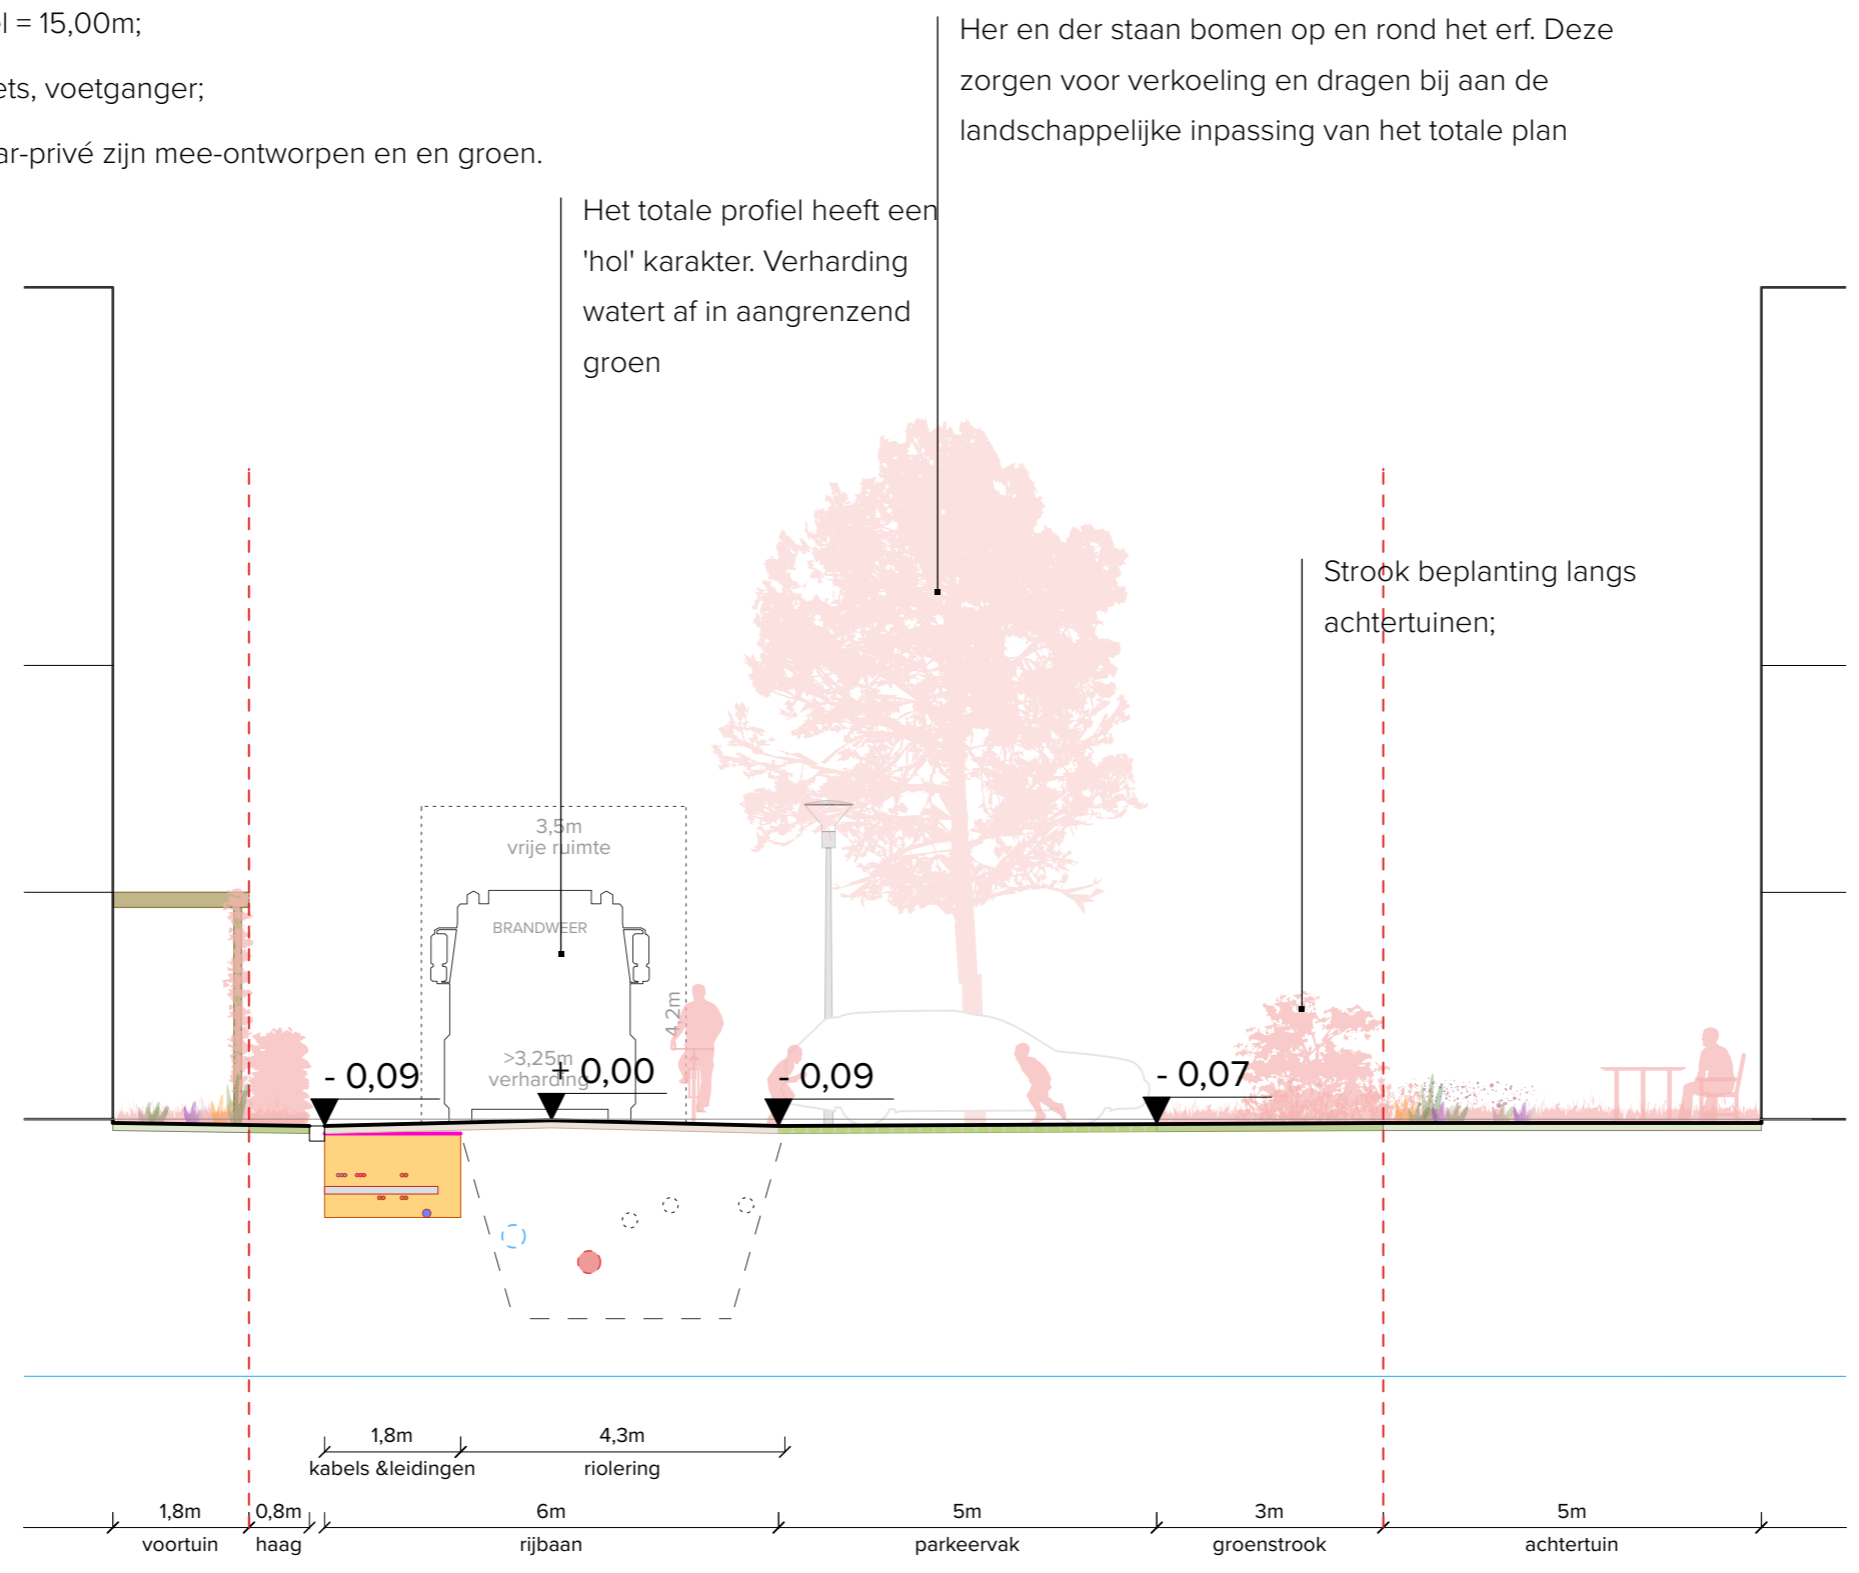 l = 15,00m;
ets, voetganger;
ar-privé zijn mee-ontworpen en en groen.
Her en der staan bomen op en rond het erf. Deze
zorgen voor verkoeling en dragen bij aan de
landschappelijke inpassing van het totale plan
Het totale profiel heeft een
'hol' karakter. Verharding
watert af in aangrenzend
groen
Strook beplanting langs
achtertuinen;
3,5m
vrije ruimte
BRANDWEER
4,2m
>3,25m
verharding
- 0,09
+ 0,00
- 0,09
- 0,07
1,8m
4,3m
kabels &leidingen
riolering
1,8m
0,8m
6m
5m
3m
5m
voortuin
haag
rijbaan
parkeervak
groenstrook
achtertuin